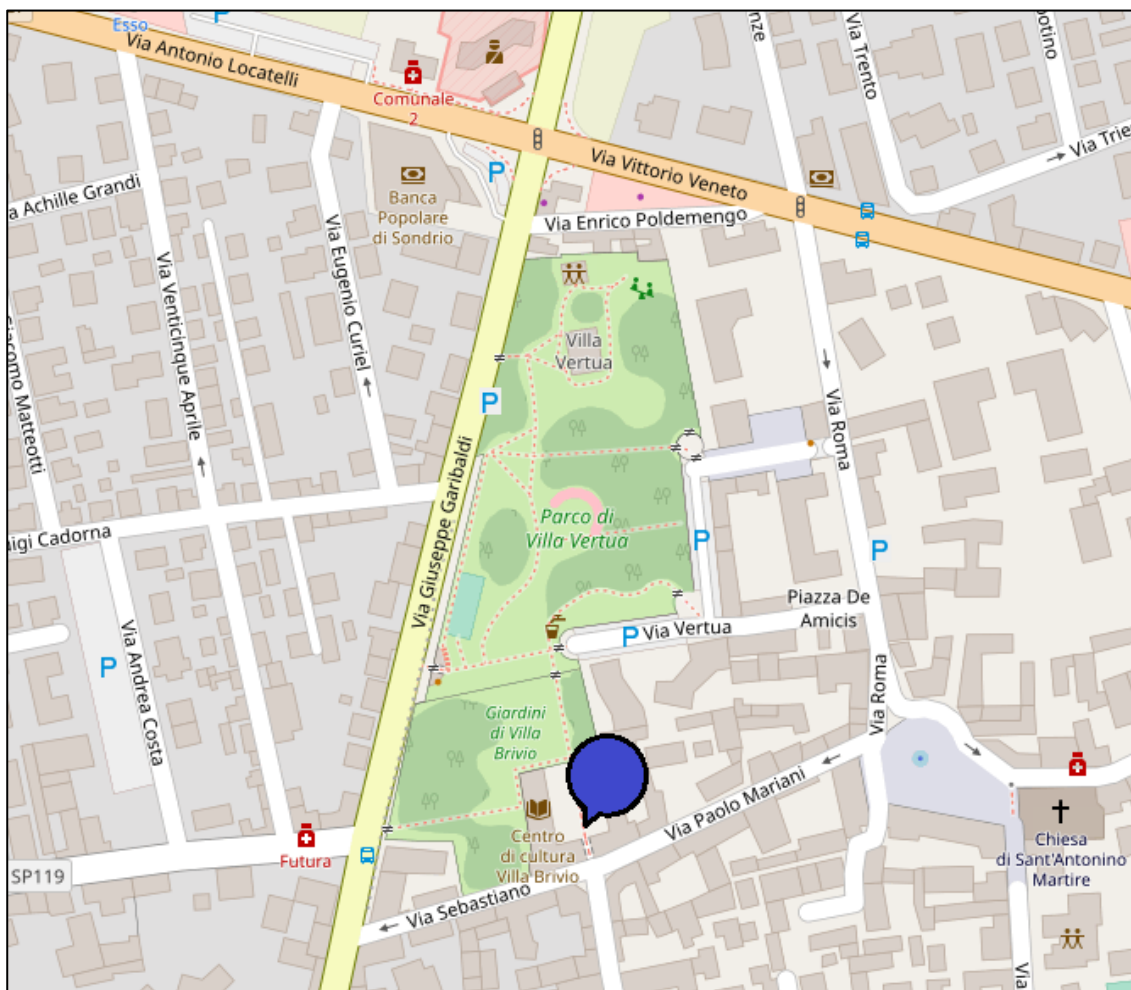 Esso
Via Antonio Locatelli
Comunale
2
Via Trento
Via Vittorio Veneto
Banca
Popolare
di Sondrio
Via Enrico Poldemengo
Achille Grandi
Via Eugenio Curiel
Via Venticinque Aprile
Giacomo Matteotti
Villa
Vertua
P
P
Via Giuseppe Garibaldi
Via Roma
Cadorna
Parco di
Villa Vertua
P
P
Piazza De
Amicis
P
Via Vertua
Via Andrea Costa
P
Via Roma
Giardini
di Villa
Brivio
Via Paolo Mariani
Centro
di cultura
Villa Brivio
Futura
SP119
Via Sebastiano
Chiesa
di Sant'Antonino
Martire
Via